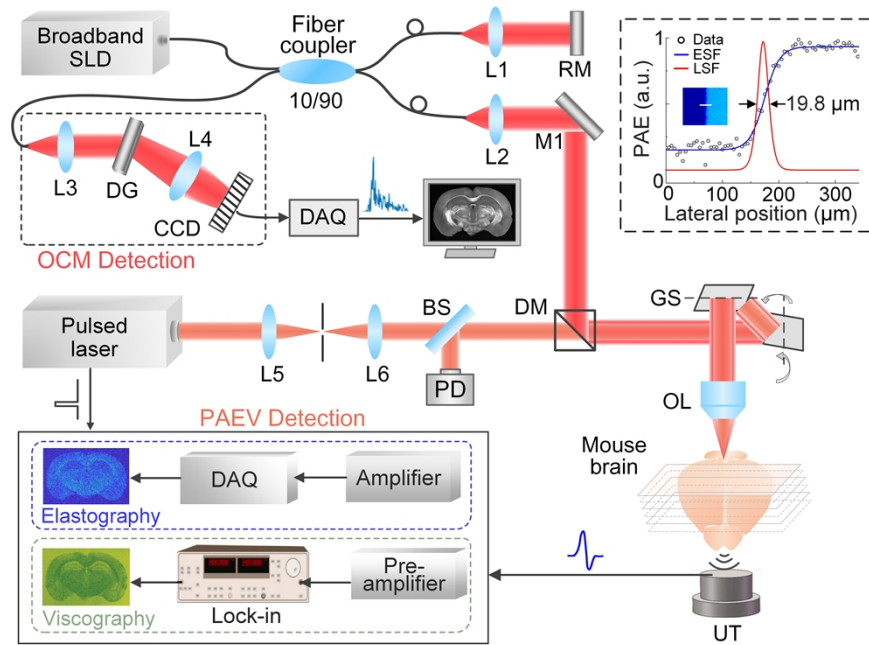 Broadband
SLD
Fiber
coupler
10/90
L1
RM
L2
M1
L3
DG
L4
CCD
DAQ
OCM Detection
1
Data
ESF
LSF
19.8 μm
PAE (a.u.)
0
0
100
200
300
Lateral position (μm)
Pulsed
laser
L5
L6
BS
PD
DM
GS
OL
Mouse
brain
UT
PAEV Detection
DAQ
Amplifier
Elastography
Pre-
amplifier
Lock-in
Viscography